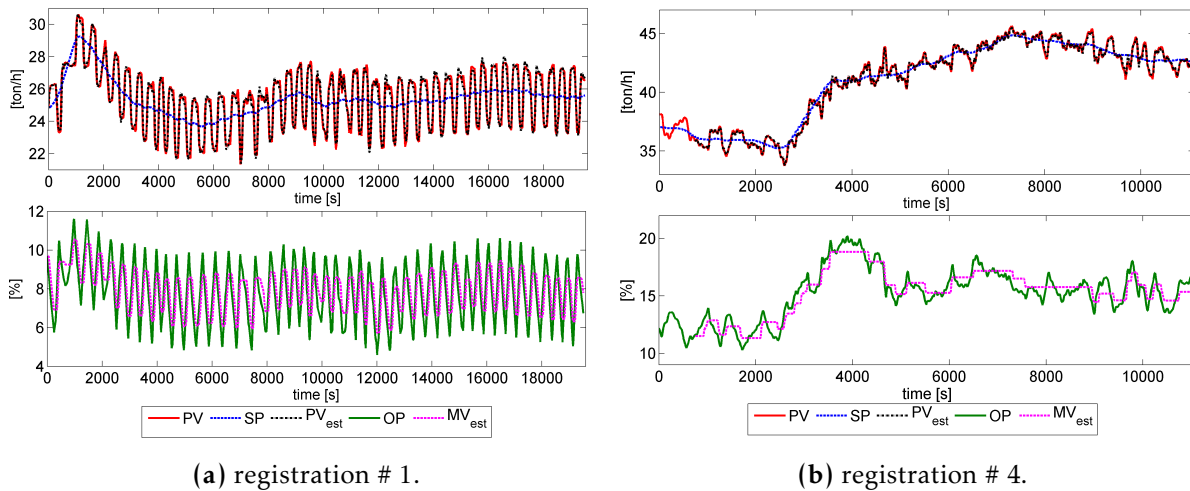 30
28
26
24
22
[ton/h]
0 2000 4000 6000 8000 10000 12000 14000 16000 18000
time [s]
12
10
8
6
4
[%]
0 2000 4000 6000 8000 10000 12000 14000 16000 18000
time [s]
PV SP PVest OP MVest
(a) registration # 1.
45
40
35
[ton/h]
0 2000 4000 6000 8000 10000
time [s]
20
15
10
[%]
0 2000 4000 6000 8000 10000
time [s]
PV SP PVest OP MVest
(b) registration # 4.